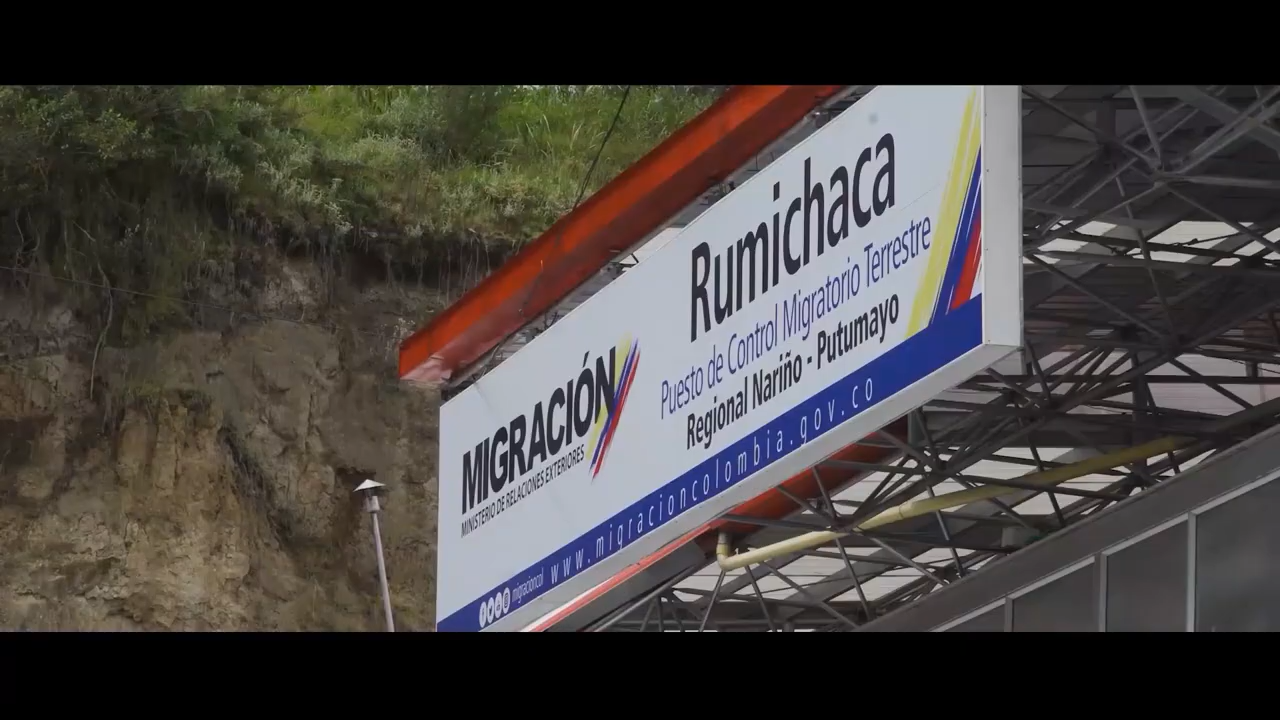 MIGRACIÓN
MINISTERIO DE RELACIONES EXTERIORES
Rumichaca
Puesto de Control Migratorio Terrestre
Regional Nariño - Putumayo
migracioncol
www.migracioncolombia.gov.co